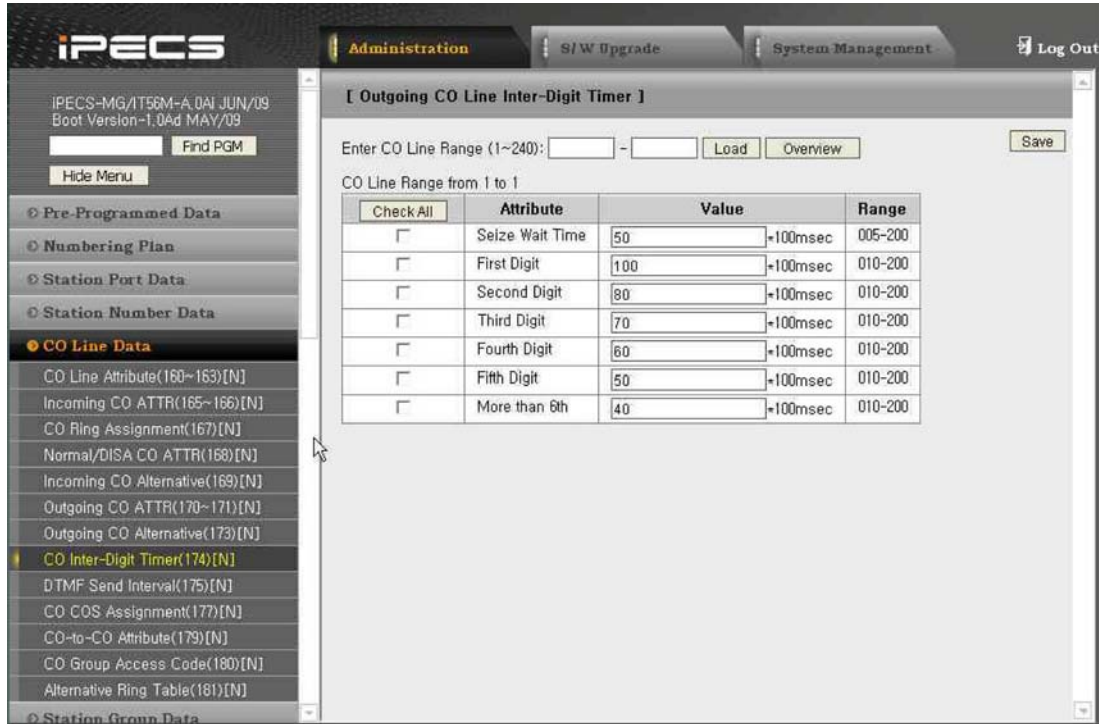 iPECS
Administration
S/W Upgrade
System Management
Log Out
iPECS-MG/IT56M-A.0AI JUN/09
Boot Version-1.0Ad MAY/09
Find PGM
Hide Menu
Pre-Programmed Data
Numbering Plan
Station Port Data
Station Number Data
CO Line Data
CO Line Attribute(160~163)[N]
Incoming CO ATTR(165~166)[N]
CO Ring Assignment(167)[N]
Normal/DISA CO ATTR(168)[N]
Incoming CO Alternative(169)[N]
Outgoing CO ATTR(170~171)[N]
Outgoing CO Alternative(173)[N]
CO Inter-Digit Timer(174)[N]
DTMF Send Interval(175)[N]
CO COS Assignment(177)[N]
CO-to-CO Attribute(179)[N]
CO Group Access Code(180)[N]
Alternative Ring Table(181)[N]
Station Group Data
[ Outgoing CO Line Inter-Digit Timer ]
Enter CO Line Range (1~240): - Load Overview Save
CO Line Range from 1 to 1
Check All Attribute Value Range
Seize Wait Time 50 *100msec 005-200
First Digit 100 *100msec 010-200
Second Digit 80 *100msec 010-200
Third Digit 70 *100msec 010-200
Fourth Digit 60 *100msec 010-200
Fifth Digit 50 *100msec 010-200
More than 6th 40 *100msec 010-200